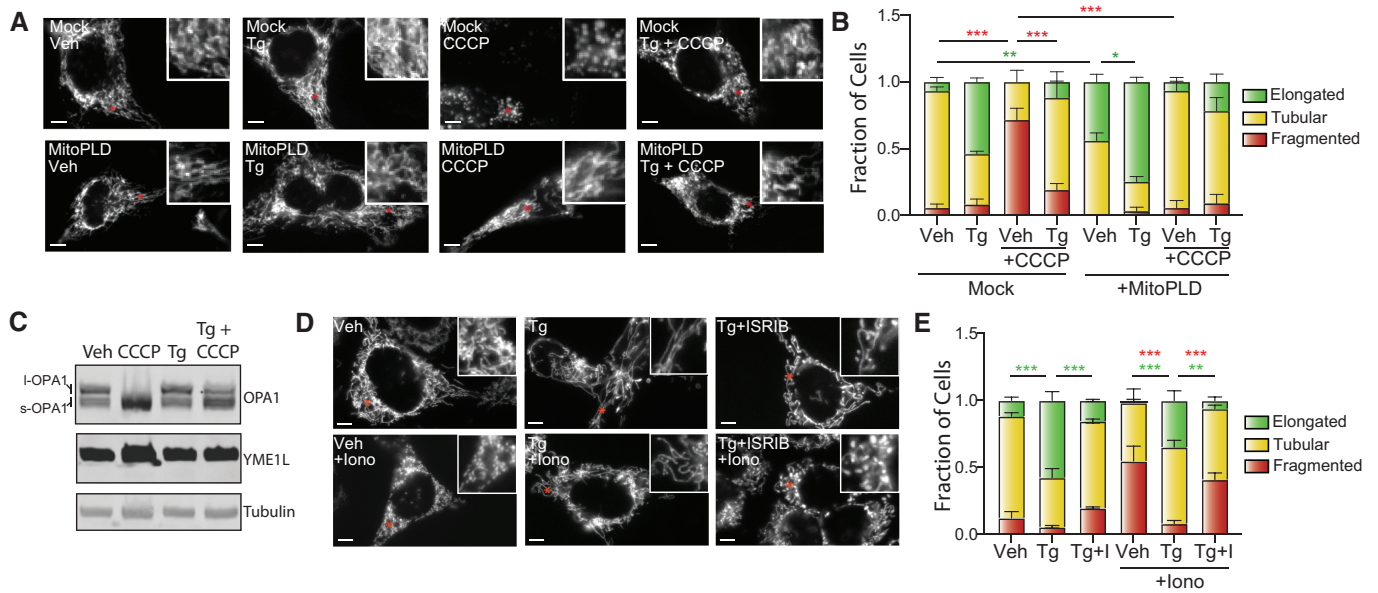 A
Mock
Veh
Mock
Tg
Mock
CCCP
Mock
Tg + CCCP
MitoPLD
Veh
MitoPLD
Tg
MitoPLD
CCCP
MitoPLD
Tg + CCCP
B
Fraction of Cells
1.5
1.0
0.5
0.0
***
*** ***
** *
Elongated
Tubular
Fragmented
Veh Tg Veh Tg Veh Tg Veh Tg
+CCCP +CCCP
Mock +MitoPLD
C
Tg +
Veh CCCP Tg CCCP
l-OPA1
s-OPA1
OPA1
YME1L
Tubulin
D
Veh
Tg
Tg+ISRIB
Veh
+Iono
Tg
+Iono
Tg+ISRIB
+Iono
E
Fraction of Cells
1.5
1.0
0.5
0.0
*** ***
*** ***
*** **
Elongated
Tubular
Fragmented
Veh Tg Tg+I Veh Tg Tg+I
+Iono